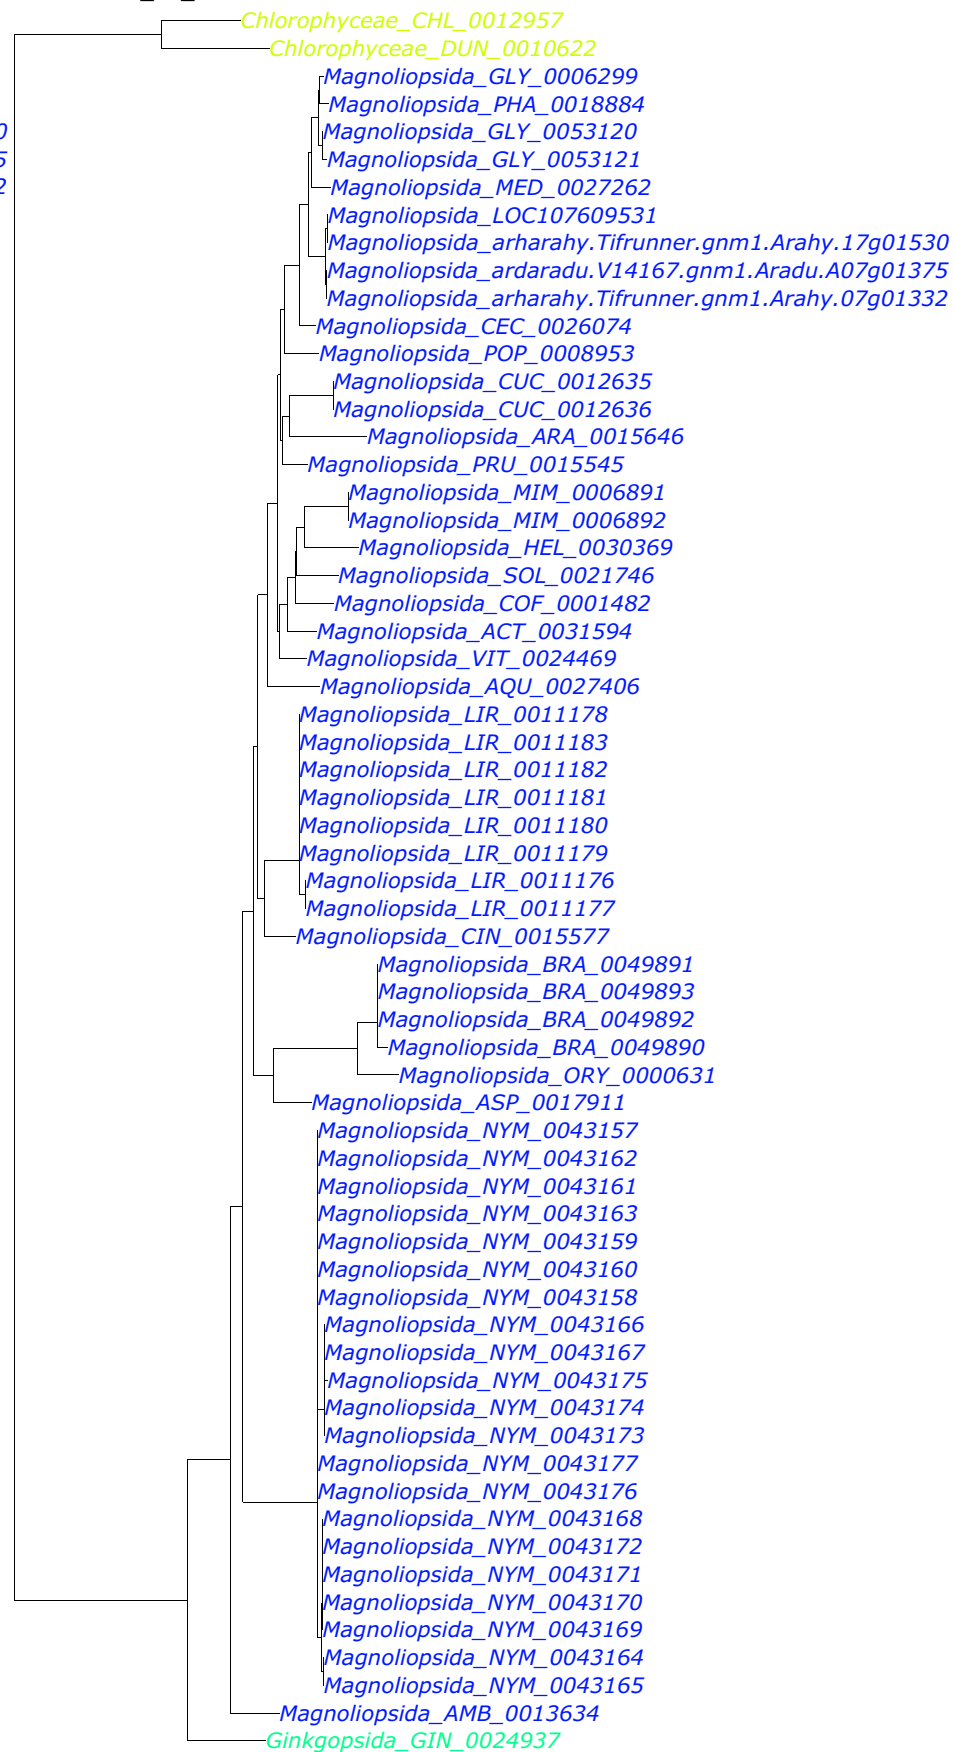 Chlorophyceae_CHL_0012957
Chlorophyceae_DUN_0010622
Magnoliopsida_GLY_0006299
Magnoliopsida_PHA_0018884
Magnoliopsida_GLY_0053120
Magnoliopsida_GLY_0053121
Magnoliopsida_MED_0027262
Magnoliopsida_LOC107609531
Magnoliopsida_arharahy.Tifrunner.gnm1.Arahy.17g01530
Magnoliopsida_ardaradu.V14167.gnm1.Aradu.A07g01375
Magnoliopsida_arharahy.Tifrunner.gnm1.Arahy.07g01332
Magnoliopsida_CEC_0026074
Magnoliopsida_POP_0008953
Magnoliopsida_CUC_0012635
Magnoliopsida_CUC_0012636
Magnoliopsida_ARA_0015646
Magnoliopsida_PRU_0015545
Magnoliopsida_MIM_0006891
Magnoliopsida_MIM_0006892
Magnoliopsida_HEL_0030369
Magnoliopsida_SOL_0021746
Magnoliopsida_COF_0001482
Magnoliopsida_ACT_0031594
Magnoliopsida_VIT_0024469
Magnoliopsida_AQU_0027406
Magnoliopsida_LIR_0011178
Magnoliopsida_LIR_0011183
Magnoliopsida_LIR_0011182
Magnoliopsida_LIR_0011181
Magnoliopsida_LIR_0011180
Magnoliopsida_LIR_0011179
Magnoliopsida_LIR_0011176
Magnoliopsida_LIR_0011177
Magnoliopsida_CIN_0015577
Magnoliopsida_BRA_0049891
Magnoliopsida_BRA_0049893
Magnoliopsida_BRA_0049892
Magnoliopsida_BRA_0049890
Magnoliopsida_ORY_0000631
Magnoliopsida_ASP_0017911
Magnoliopsida_NYM_0043157
Magnoliopsida_NYM_0043162
Magnoliopsida_NYM_0043161
Magnoliopsida_NYM_0043163
Magnoliopsida_NYM_0043159
Magnoliopsida_NYM_0043160
Magnoliopsida_NYM_0043158
Magnoliopsida_NYM_0043166
Magnoliopsida_NYM_0043167
Magnoliopsida_NYM_0043175
Magnoliopsida_NYM_0043174
Magnoliopsida_NYM_0043173
Magnoliopsida_NYM_0043177
Magnoliopsida_NYM_0043176
Magnoliopsida_NYM_0043168
Magnoliopsida_NYM_0043172
Magnoliopsida_NYM_0043171
Magnoliopsida_NYM_0043170
Magnoliopsida_NYM_0043169
Magnoliopsida_NYM_0043164
Magnoliopsida_NYM_0043165
Magnoliopsida_AMB_0013634
Ginkgopsida_GIN_0024937